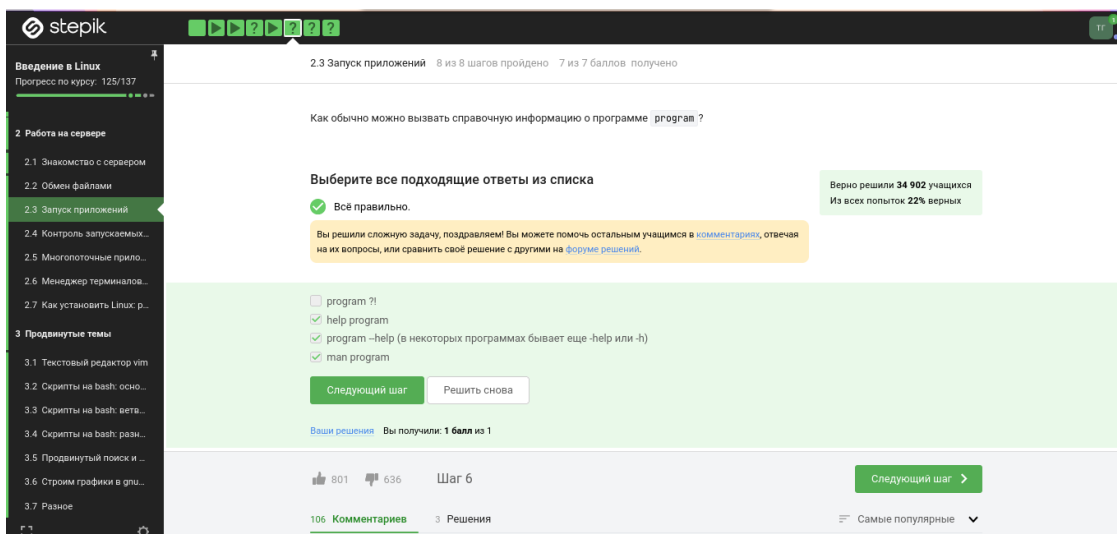 stepik
ТГ
1
Введение в Linux
Прогресс по курсу: 125/137
2 Работа на сервере
2.1 Знакомство с сервером
2.2 Обмен файлами
2.3 Запуск приложений
2.4 Контроль запускаемых...
2.5 Многопоточные прило...
2.6 Менеджер терминалов...
2.7 Как установить Linux: р...
3 Продвинутые темы
3.1 Текстовый редактор vim
3.2 Скрипты на bash: осно...
3.3 Скрипты на bash: ветв...
3.4 Скрипты на bash: разн...
3.5 Продвинутый поиск и ...
3.6 Строим графики в gnu...
3.7 Разное
2.3 Запуск приложений 8 из 8 шагов пройдено 7 из 7 баллов получено
Как обычно можно вызвать справочную информацию о программе program ?
Выберите все подходящие ответы из списка
Всё правильно.
Верно решили 34 902 учащихся
Из всех попыток 22% верных
Вы решили сложную задачу, поздравляем! Вы можете помочь остальным учащимся в комментариях, отвечая
на их вопросы, или сравнить своё решение с другими на форуме решений.
program ?!
help program
program --help (в некоторых программах бывает еще -help или -h)
man program
Следующий шаг Решить снова
Ваши решения Вы получили: 1 балл из 1
801 636 Шаг 6 Следующий шаг
106 Комментариев 3 Решения Самые популярные